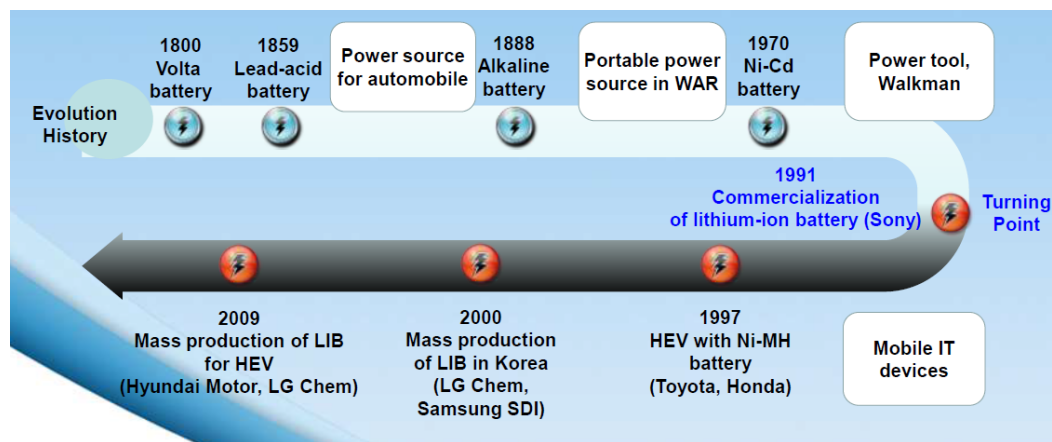 Evolution
History
1800
Volta
battery
1859
Lead-acid
battery
Power source
for automobile
1888
Alkaline
battery
Portable power
source in WAR
1970
Ni-Cd
battery
Power tool,
Walkman
1991
Commercialization
of lithium-ion battery (Sony)
Turning
Point
Mobile IT
devices
1997
HEV with Ni-MH
battery
(Toyota, Honda)
2000
Mass production
of LIB in Korea
(LG Chem,
Samsung SDI)
2009
Mass production of LIB
for HEV
(Hyundai Motor, LG Chem)